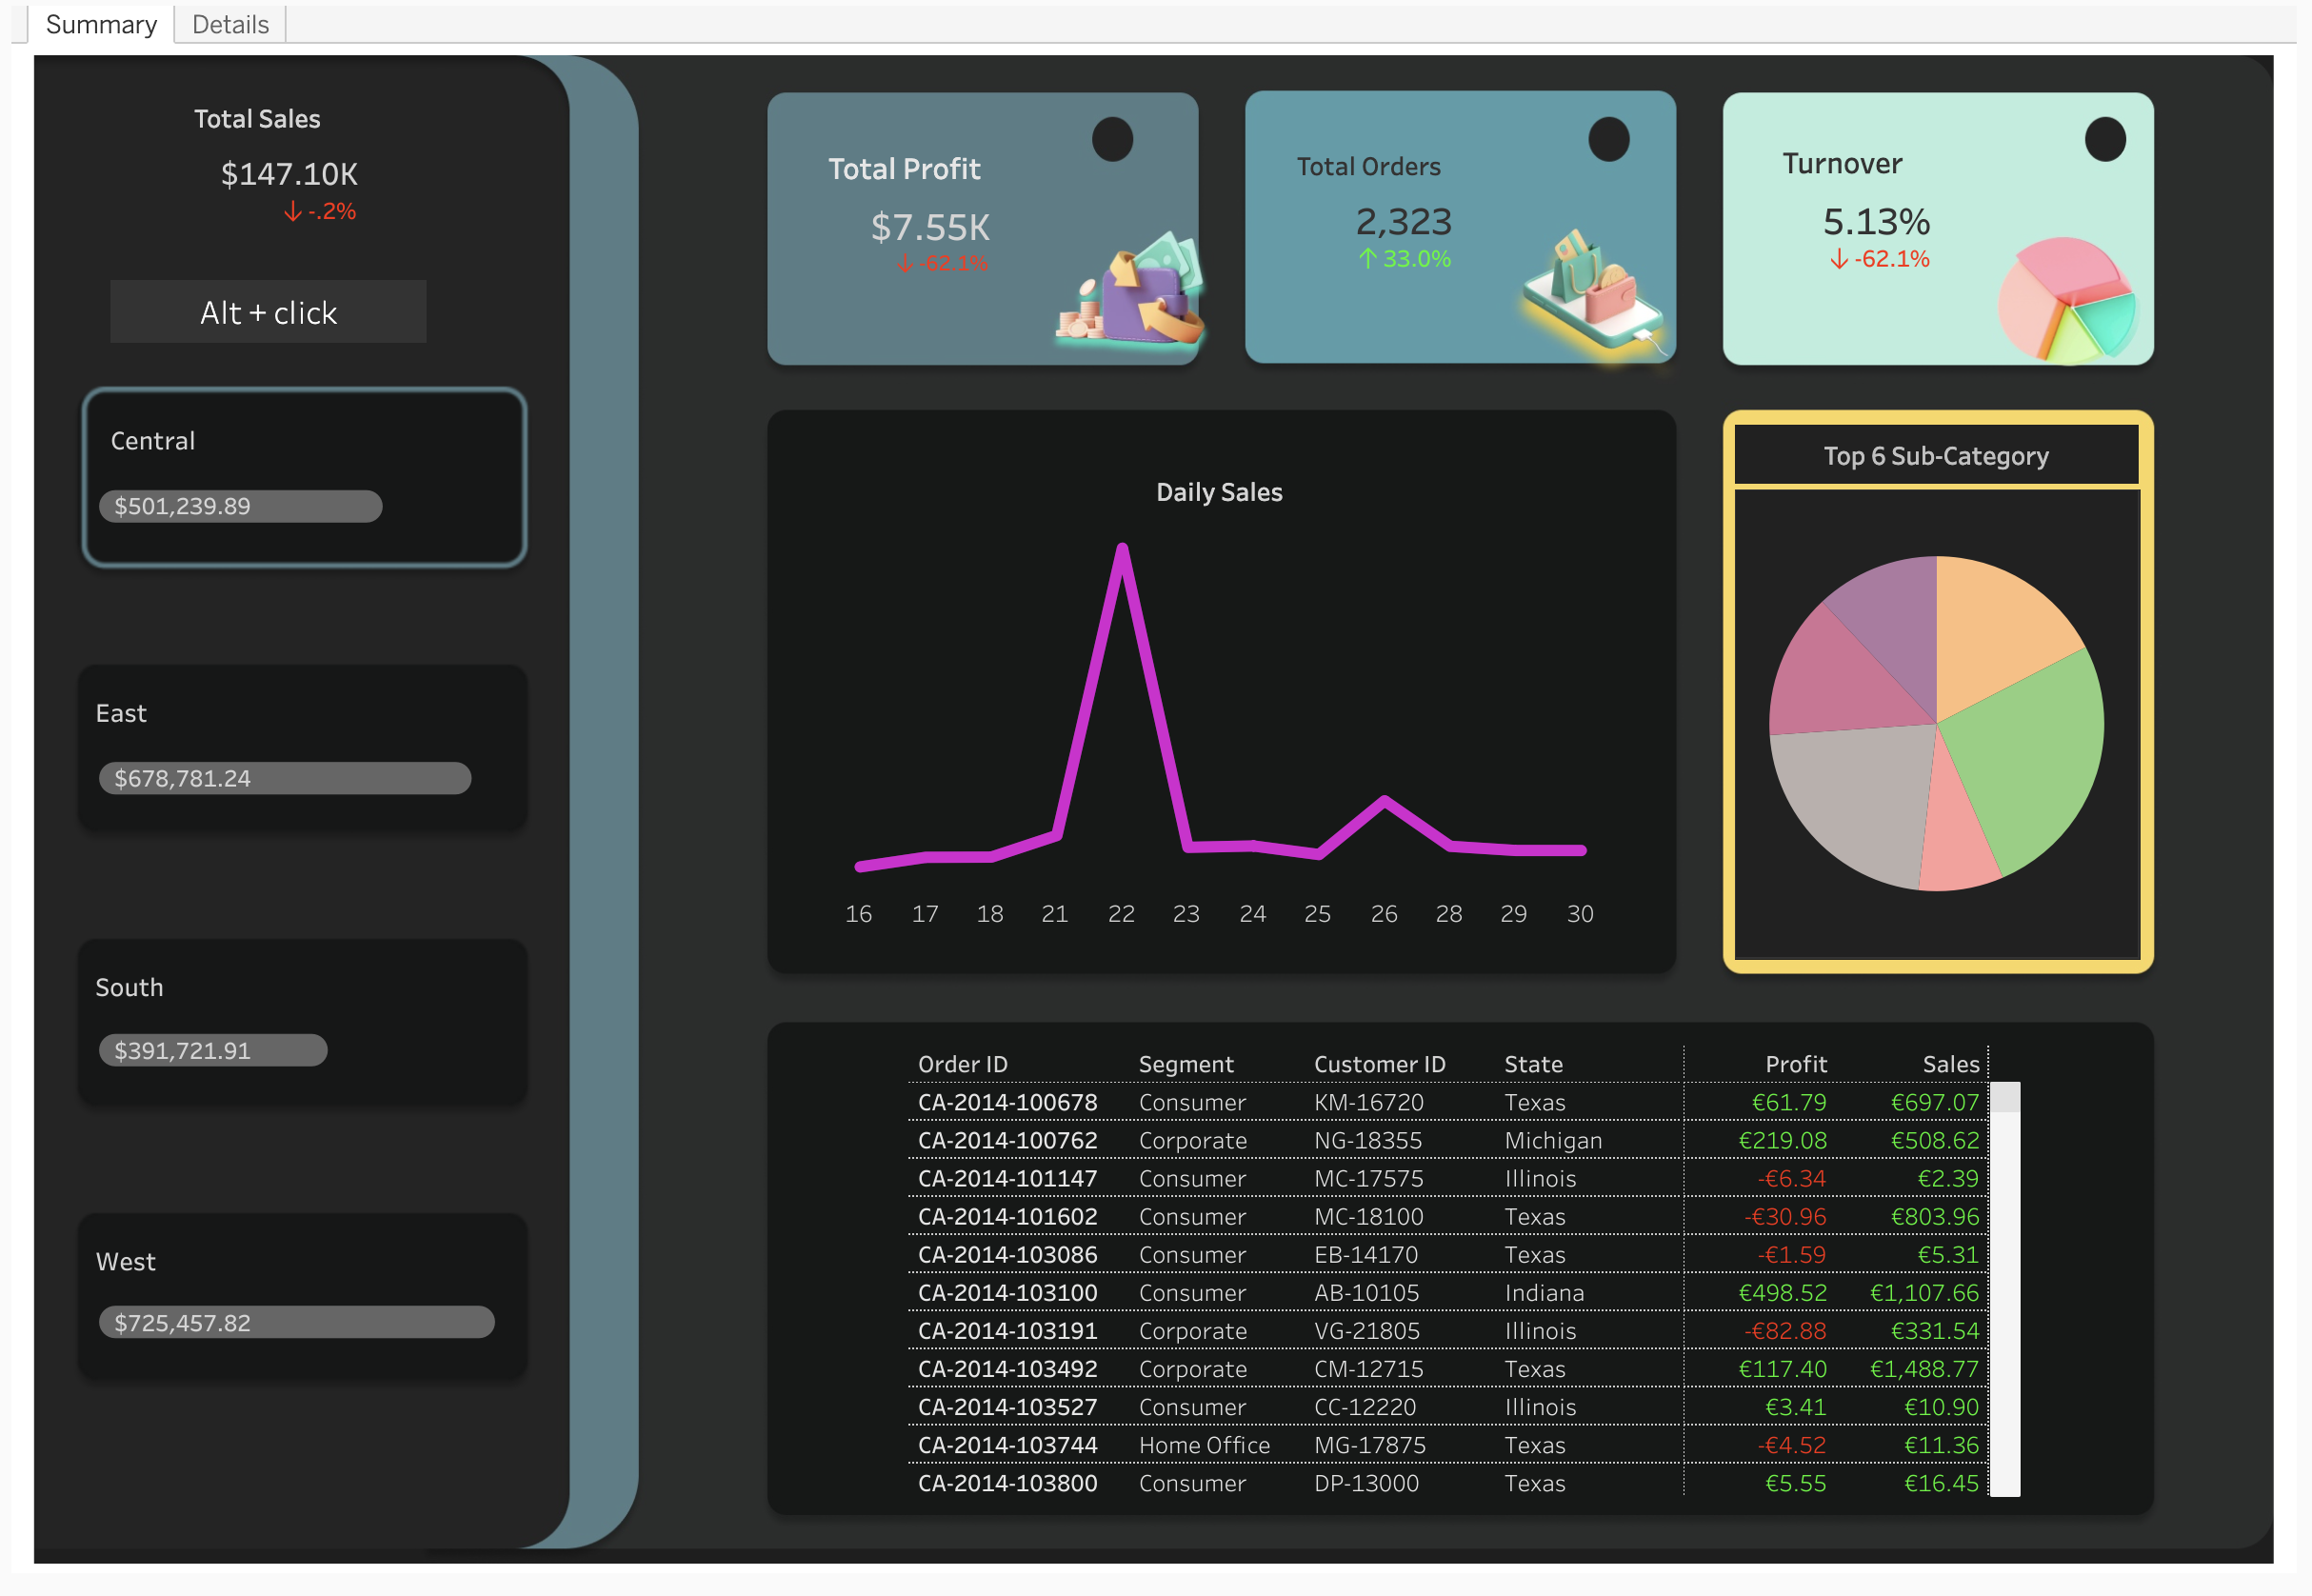 Summary
Details
Total Sales
$147.10K
↓ -.2%
Alt + click
Central
$501,239.89
East
$678,781.24
South
$391,721.91
West
$725,457.82
Total Profit
$7.55K
↓ -62.1%
Total Orders
2,323
↑ 33.0%
Turnover
5.13%
↓ -62.1%
Daily Sales
16 17 18 21 22 23 24 25 26 28 29 30
Top 6 Sub-Category
Order ID Segment Customer ID State Profit Sales
CA-2014-100678 Consumer KM-16720 Texas €61.79 €697.07
CA-2014-100762 Corporate NG-18355 Michigan €219.08 €508.62
CA-2014-101147 Consumer MC-17575 Illinois -€6.34 €2.39
CA-2014-101602 Consumer MC-18100 Texas -€30.96 €803.96
CA-2014-103086 Consumer EB-14170 Texas -€1.59 €5.31
CA-2014-103100 Consumer AB-10105 Indiana €498.52 €1,107.66
CA-2014-103191 Corporate VG-21805 Illinois -€82.88 €331.54
CA-2014-103492 Corporate CM-12715 Texas €117.40 €1,488.77
CA-2014-103527 Consumer CC-12220 Illinois €3.41 €10.90
CA-2014-103744 Home Office MG-17875 Texas -€4.52 €11.36
CA-2014-103800 Consumer DP-13000 Texas €5.55 €16.45